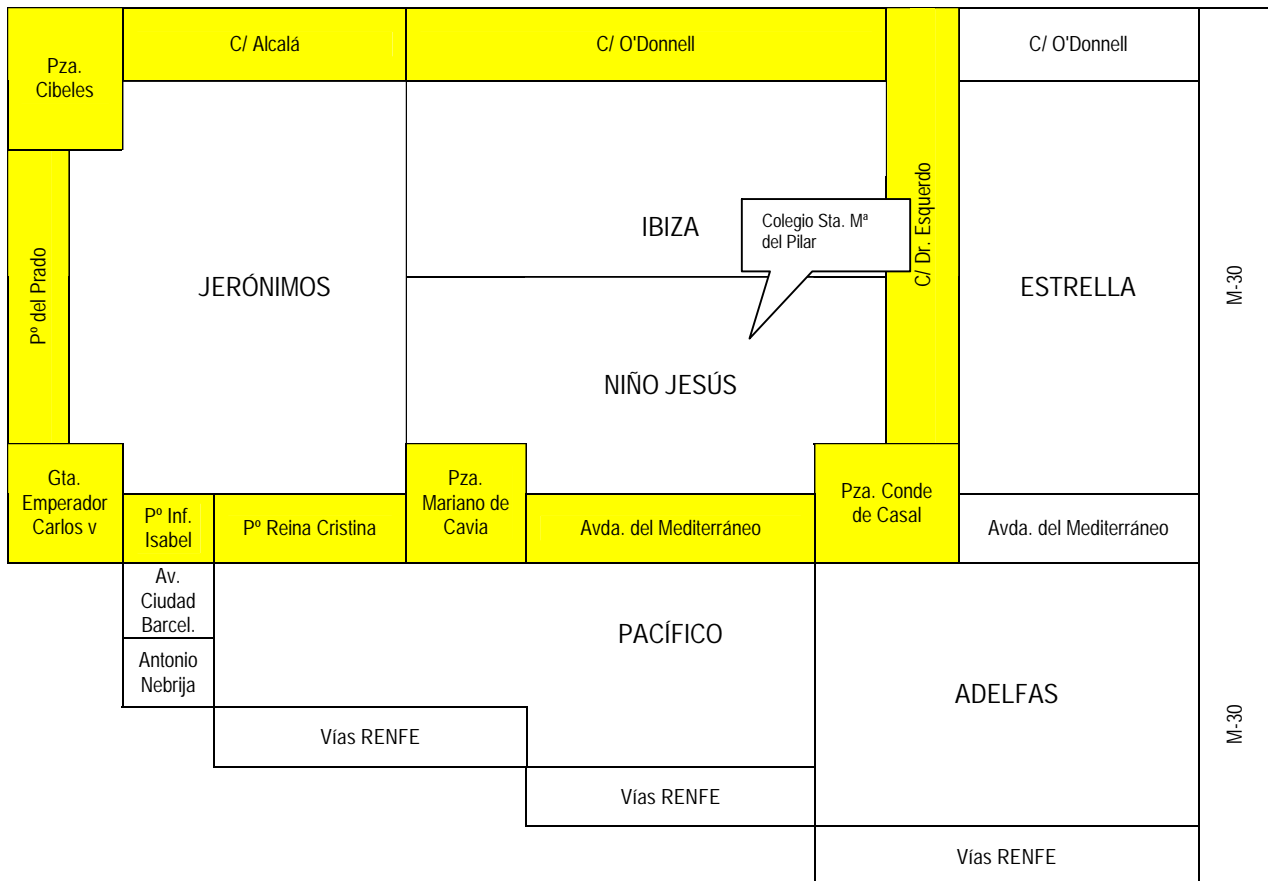 Pza.
Cibeles
C/ Alcalá
C/ O'Donnell
C/ O'Donnell
Pº del Prado
JERÓNIMOS
IBIZA
Colegio Sta. Mª
del Pilar
C/ Dr. Esquerdo
ESTRELLA
M-30
NIÑO JESÚS
Gta.
Emperador
Carlos v
Pº Inf.
Isabel
Pº Reina Cristina
Pza.
Mariano de
Cavia
Avda. del Mediterráneo
Pza. Conde
de Casal
Avda. del Mediterráneo
Av.
Ciudad
Barcel.
Antonio
Nebrija
PACÍFICO
ADELFAS
M-30
Vías RENFE
Vías RENFE
Vías RENFE